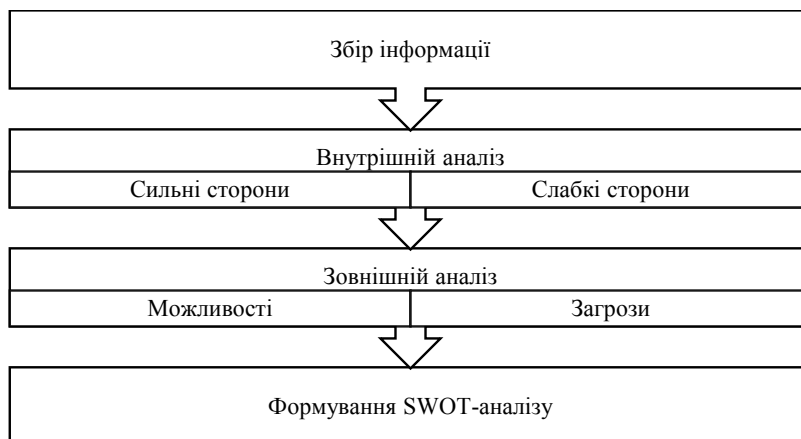 Збір інформації
Внутрішній аналіз
Сильні сторони Слабкі сторони
Зовнішній аналіз
Можливості Загрози
Формування SWOT-аналізу